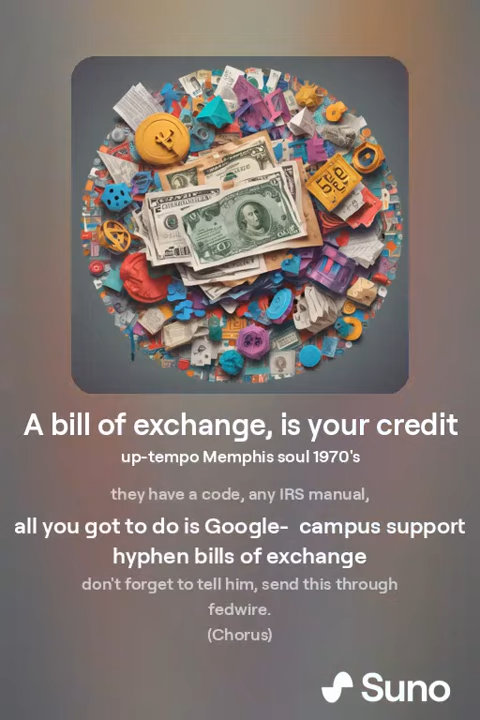 A bill of exchange, is your credit
up-tempo Memphis soul 1970's
they have a code, any IRS manual,
all you got to do is Google-  campus support
hyphen bills of exchange
don't forget to tell him, send this through
fedwire.
(Chorus)
Suno